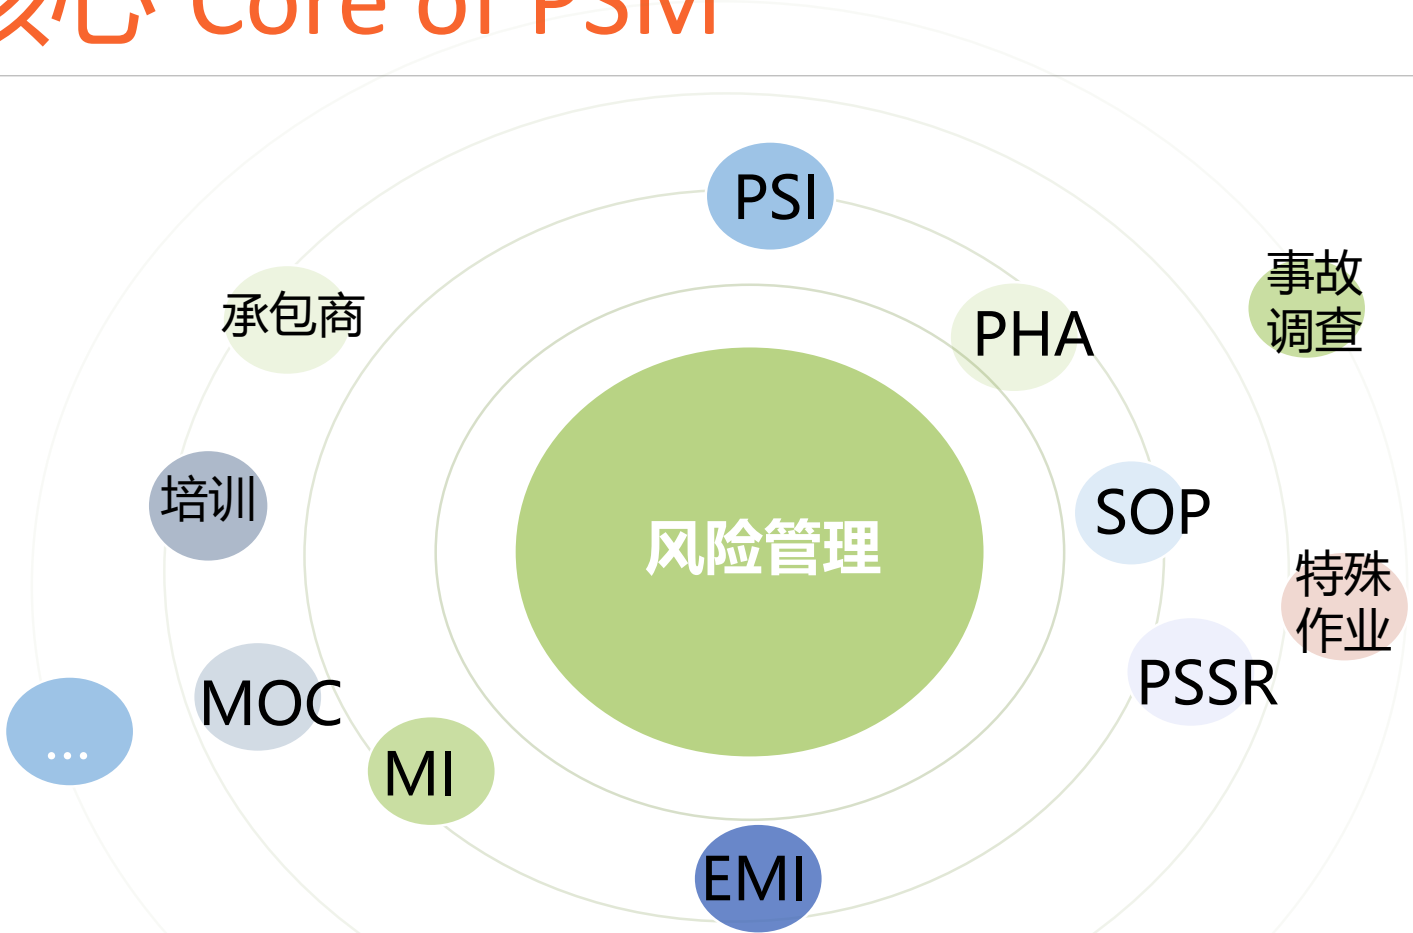 核心 Core of PSM
PSI
事故
调查
承包商
PHA
培训
SOP
风险管理
特殊
作业
PSSR
MOC
...
MI
EMI